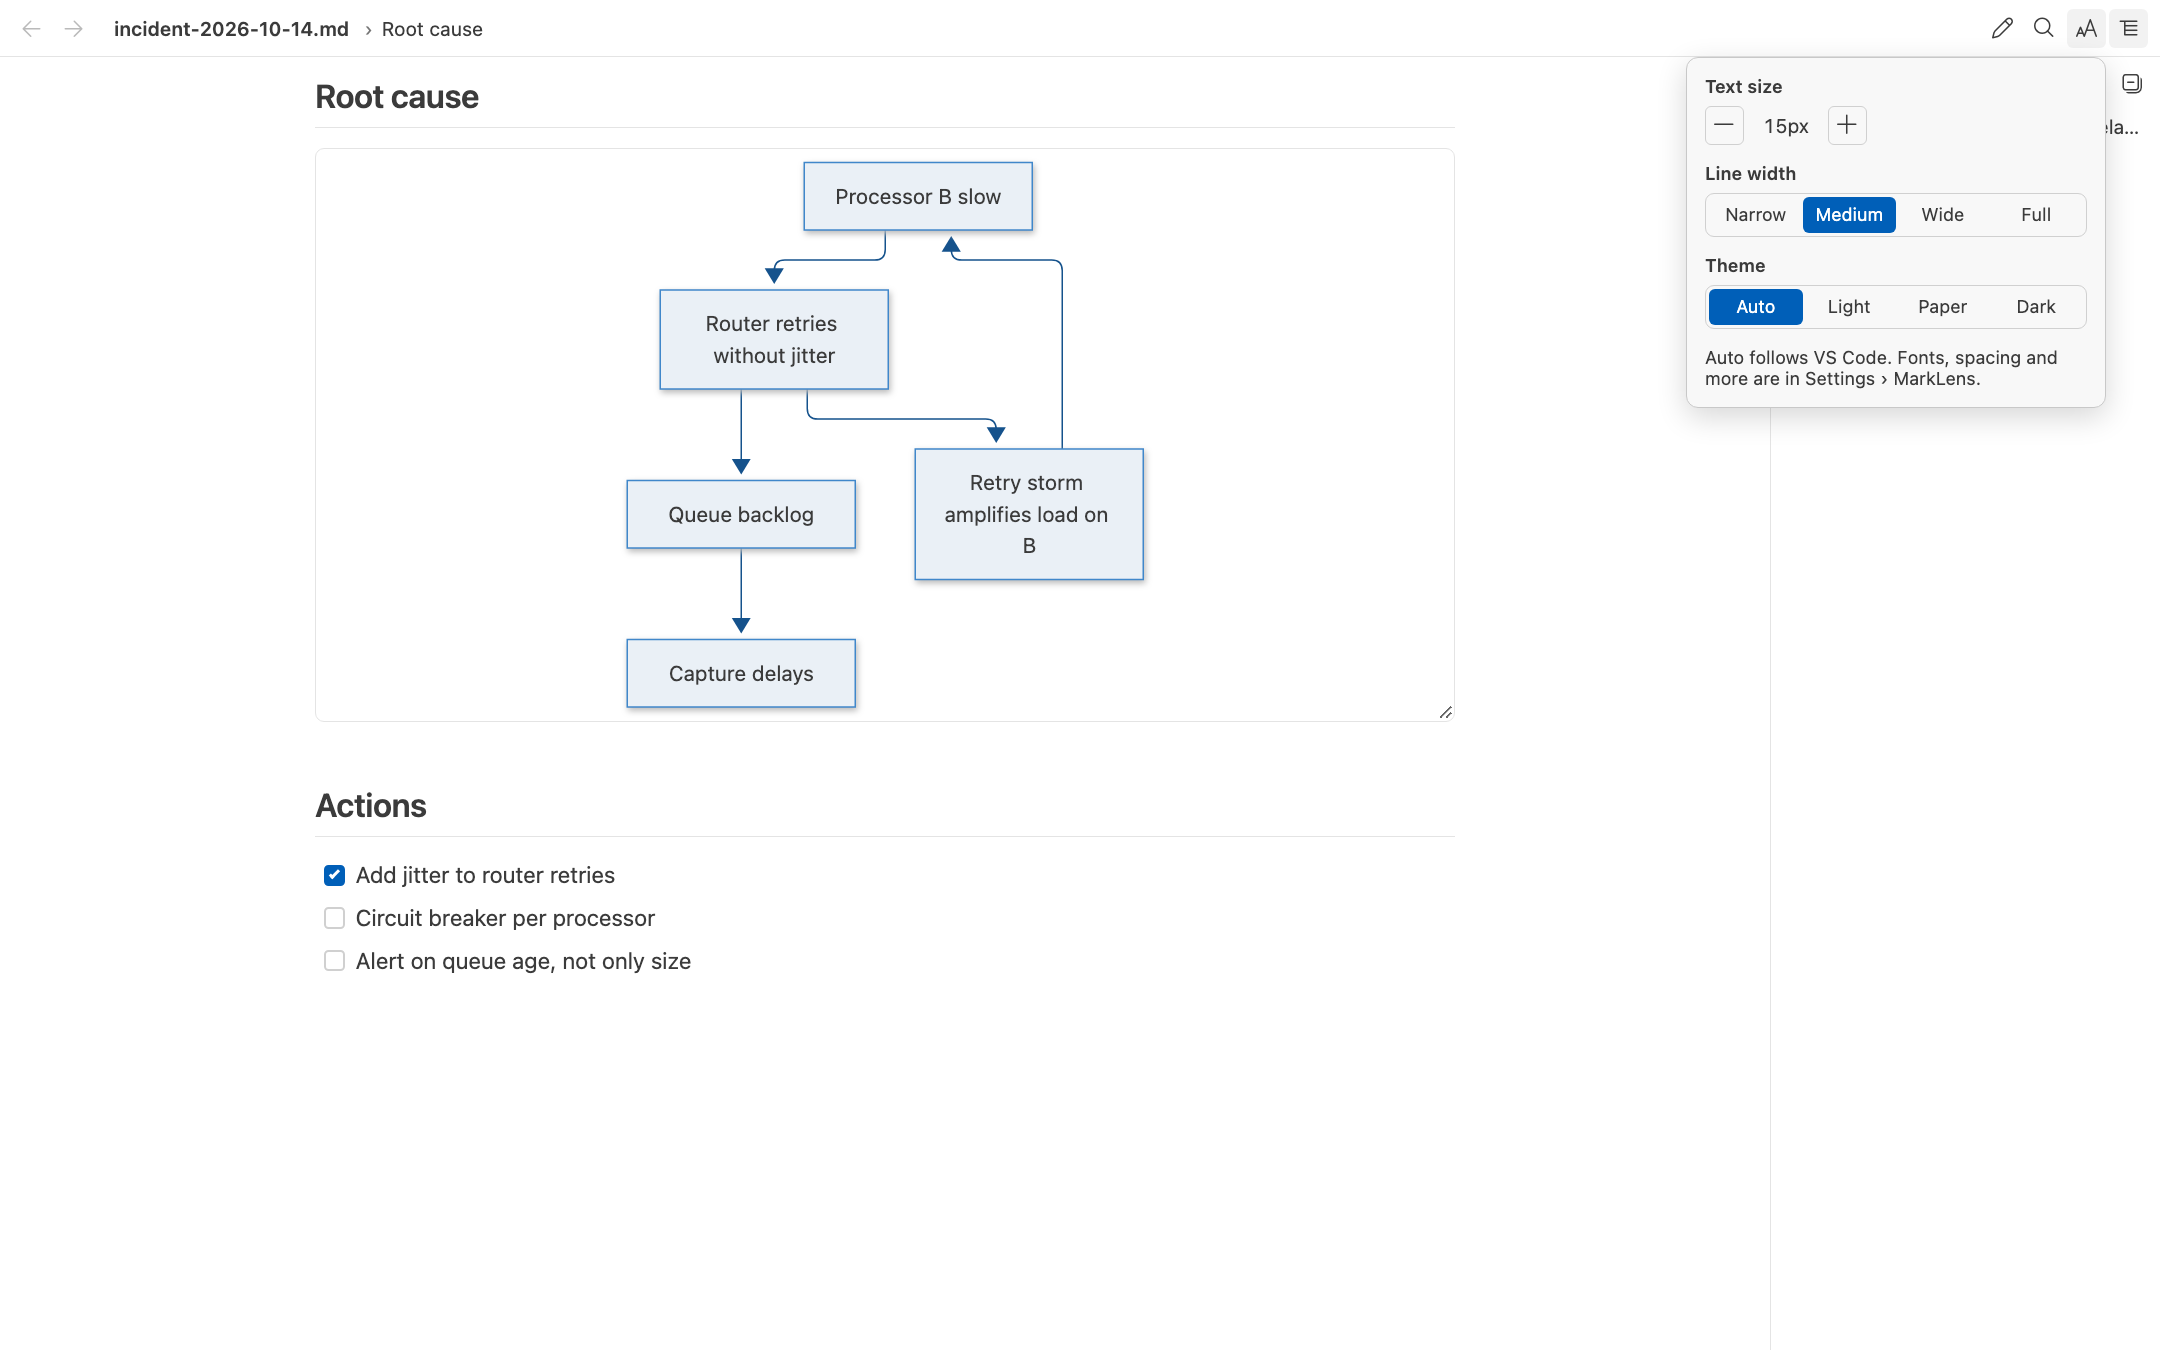 incident-2026-10-14.md › Root cause
Root cause
Processor B slow
Router retries
without jitter
Queue backlog
Retry storm
amplifies load on
B
Capture delays
Actions
Add jitter to router retries
Circuit breaker per processor
Alert on queue age, not only size
AA
Text size
15px
Line width
Narrow Medium Wide Full
Theme
Auto Light Paper Dark
Auto follows VS Code. Fonts, spacing and
more are in Settings › MarkLens.